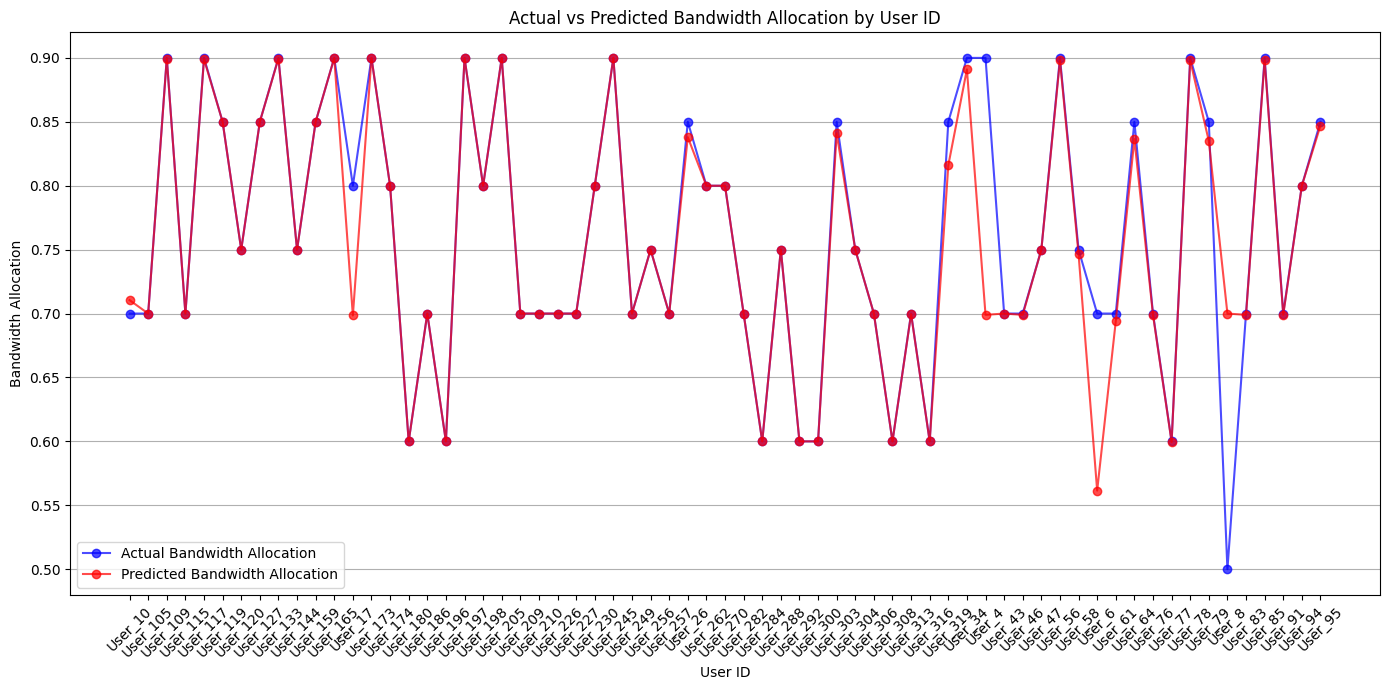 Actual vs Predicted Bandwidth Allocation by User ID
Bandwidth Allocation
0.90
0.85
0.80
0.75
0.70
0.65
0.60
0.55
0.50
Actual Bandwidth Allocation
Predicted Bandwidth Allocation
User_10
User_105
User_109
User_115
User_117
User_119
User_120
User_127
User_133
User_144
User_159
User_165
User_17
User_173
User_174
User_180
User_186
User_196
User_197
User_198
User_205
User_209
User_210
User_226
User_227
User_230
User_245
User_249
User_256
User_257
User_26
User_262
User_270
User_282
User_284
User_288
User_292
User_300
User_303
User_304
User_306
User_308
User_313
User_316
User_319
User_34
User_4
User_43
User_46
User_47
User_56
User_58
User_6
User_61
User_64
User_76
User_77
User_78
User_79
User_8
User_83
User_85
User_91
User_94
User_95
User ID